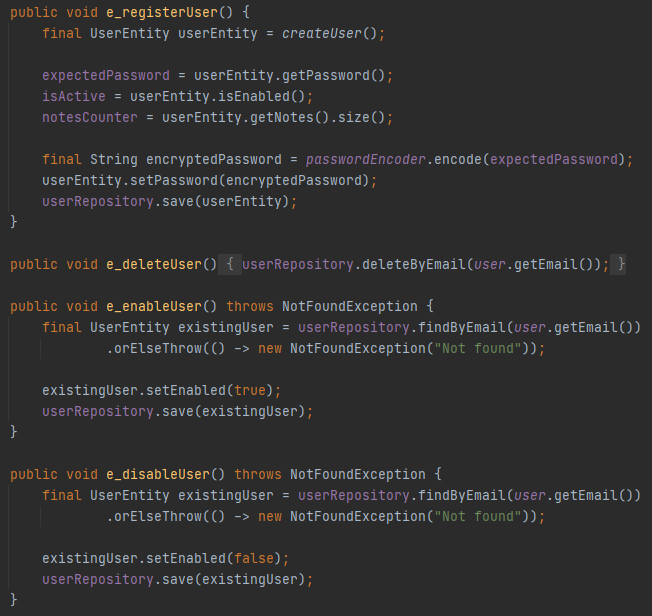 public void e_registerUser() {
    final UserEntity userEntity = createUser();

    expectedPassword = userEntity.getPassword();
    isActive = userEntity.isEnabled();
    notesCounter = userEntity.getNotes().size();

    final String encryptedPassword = passwordEncoder.encode(expectedPassword);
    userEntity.setPassword(encryptedPassword);
    userRepository.save(userEntity);
}

public void e_deleteUser() { userRepository.deleteByEmail(user.getEmail()); }

public void e_enableUser() throws NotFoundException {
    final UserEntity existingUser = userRepository.findByEmail(user.getEmail())
            .orElseThrow(() -> new NotFoundException("Not found"));

    existingUser.setEnabled(true);
    userRepository.save(existingUser);
}

public void e_disableUser() throws NotFoundException {
    final UserEntity existingUser = userRepository.findByEmail(user.getEmail())
            .orElseThrow(() -> new NotFoundException("Not found"));

    existingUser.setEnabled(false);
    userRepository.save(existingUser);
}